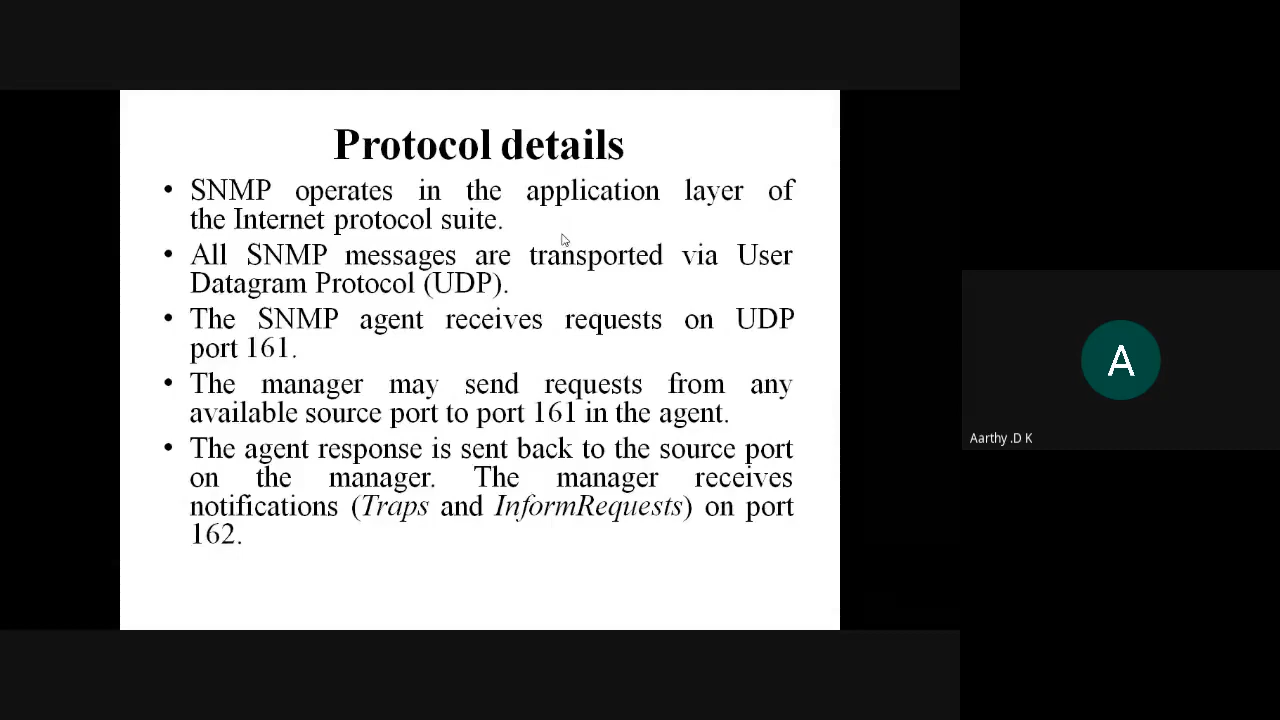 Protocol details
• SNMP operates in the application layer of
the Internet protocol suite.
• All SNMP messages are transported via User
Datagram Protocol (UDP).
• The SNMP agent receives requests on UDP
port 161.
• The manager may send requests from any
available source port to port 161 in the agent.
• The agent response is sent back to the source port
on the manager. The manager receives
notifications (Traps and InformRequests) on port
162.
A
Aarthy .D K